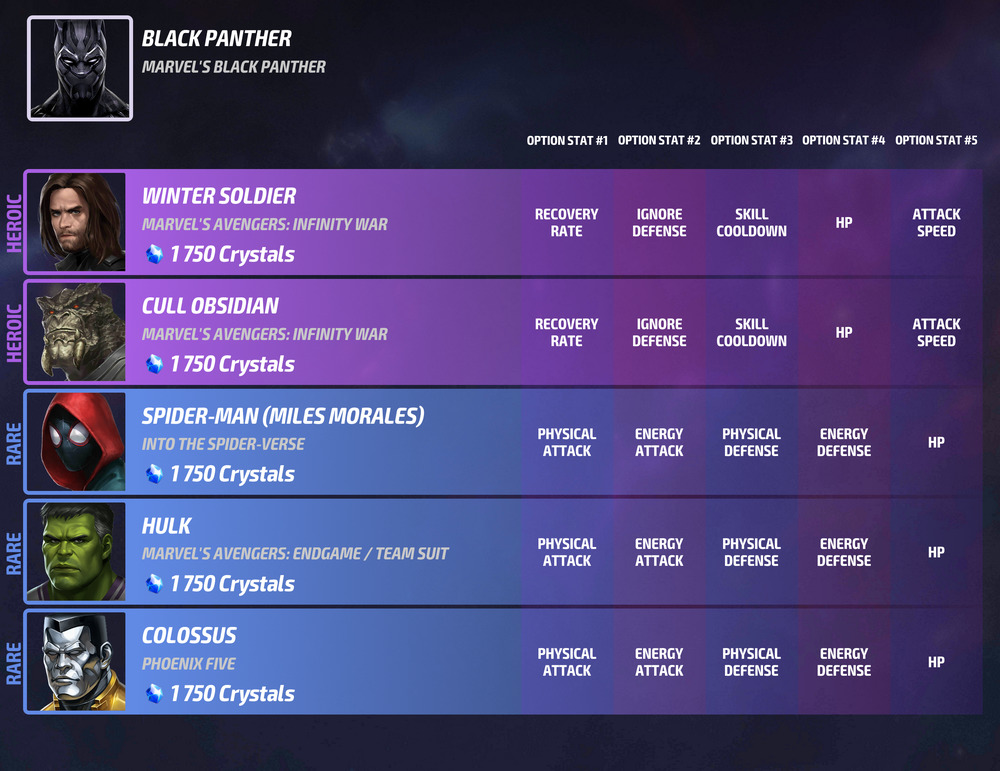 BLACK PANTHER
MARVEL'S BLACK PANTHER
OPTION STAT #1 OPTION STAT #2 OPTION STAT #3 OPTION STAT #4 OPTION STAT #5
HEROIC
WINTER SOLDIER
MARVEL'S AVENGERS: INFINITY WAR
1 750 Crystals
RECOVERY RATE
IGNORE DEFENSE
SKILL COOLDOWN
HP
ATTACK SPEED
HEROIC
CULL OBSIDIAN
MARVEL'S AVENGERS: INFINITY WAR
1 750 Crystals
RECOVERY RATE
IGNORE DEFENSE
SKILL COOLDOWN
HP
ATTACK SPEED
RARE
SPIDER-MAN (MILES MORALES)
INTO THE SPIDER-VERSE
1 750 Crystals
PHYSICAL ATTACK
ENERGY ATTACK
PHYSICAL DEFENSE
ENERGY DEFENSE
HP
RARE
HULK
MARVEL'S AVENGERS: ENDGAME / TEAM SUIT
1 750 Crystals
PHYSICAL ATTACK
ENERGY ATTACK
PHYSICAL DEFENSE
ENERGY DEFENSE
HP
RARE
COLOSSUS
PHOENIX FIVE
1 750 Crystals
PHYSICAL ATTACK
ENERGY ATTACK
PHYSICAL DEFENSE
ENERGY DEFENSE
HP